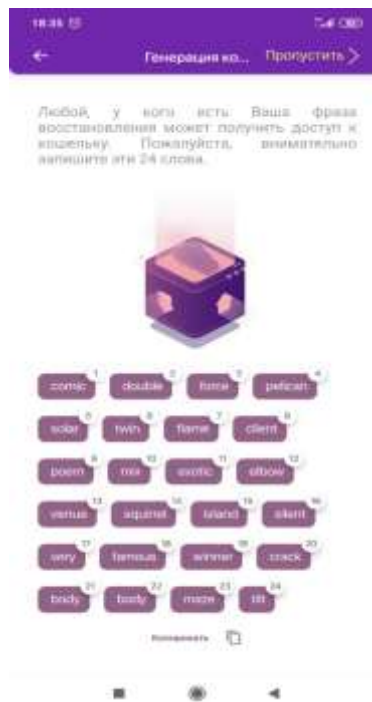 18:35
Генерация ко... Пропустить
Любой, у кого есть Ваша фраза
восстановления может получить доступ к
кошельку. Пожалуйста, внимательно
запишите эти 24 слова.
comic 1 double 2 force 3 pelican 4
solar 5 twin 6 flame 7 client 8
poem 9 mix 10 exotic 11 elbow 12
venus 13 squirrel 14 island 15 silent 16
very 17 famous 18 winner 19 crack 20
body 21 body 22 maze 23 tilt 24
Копировать